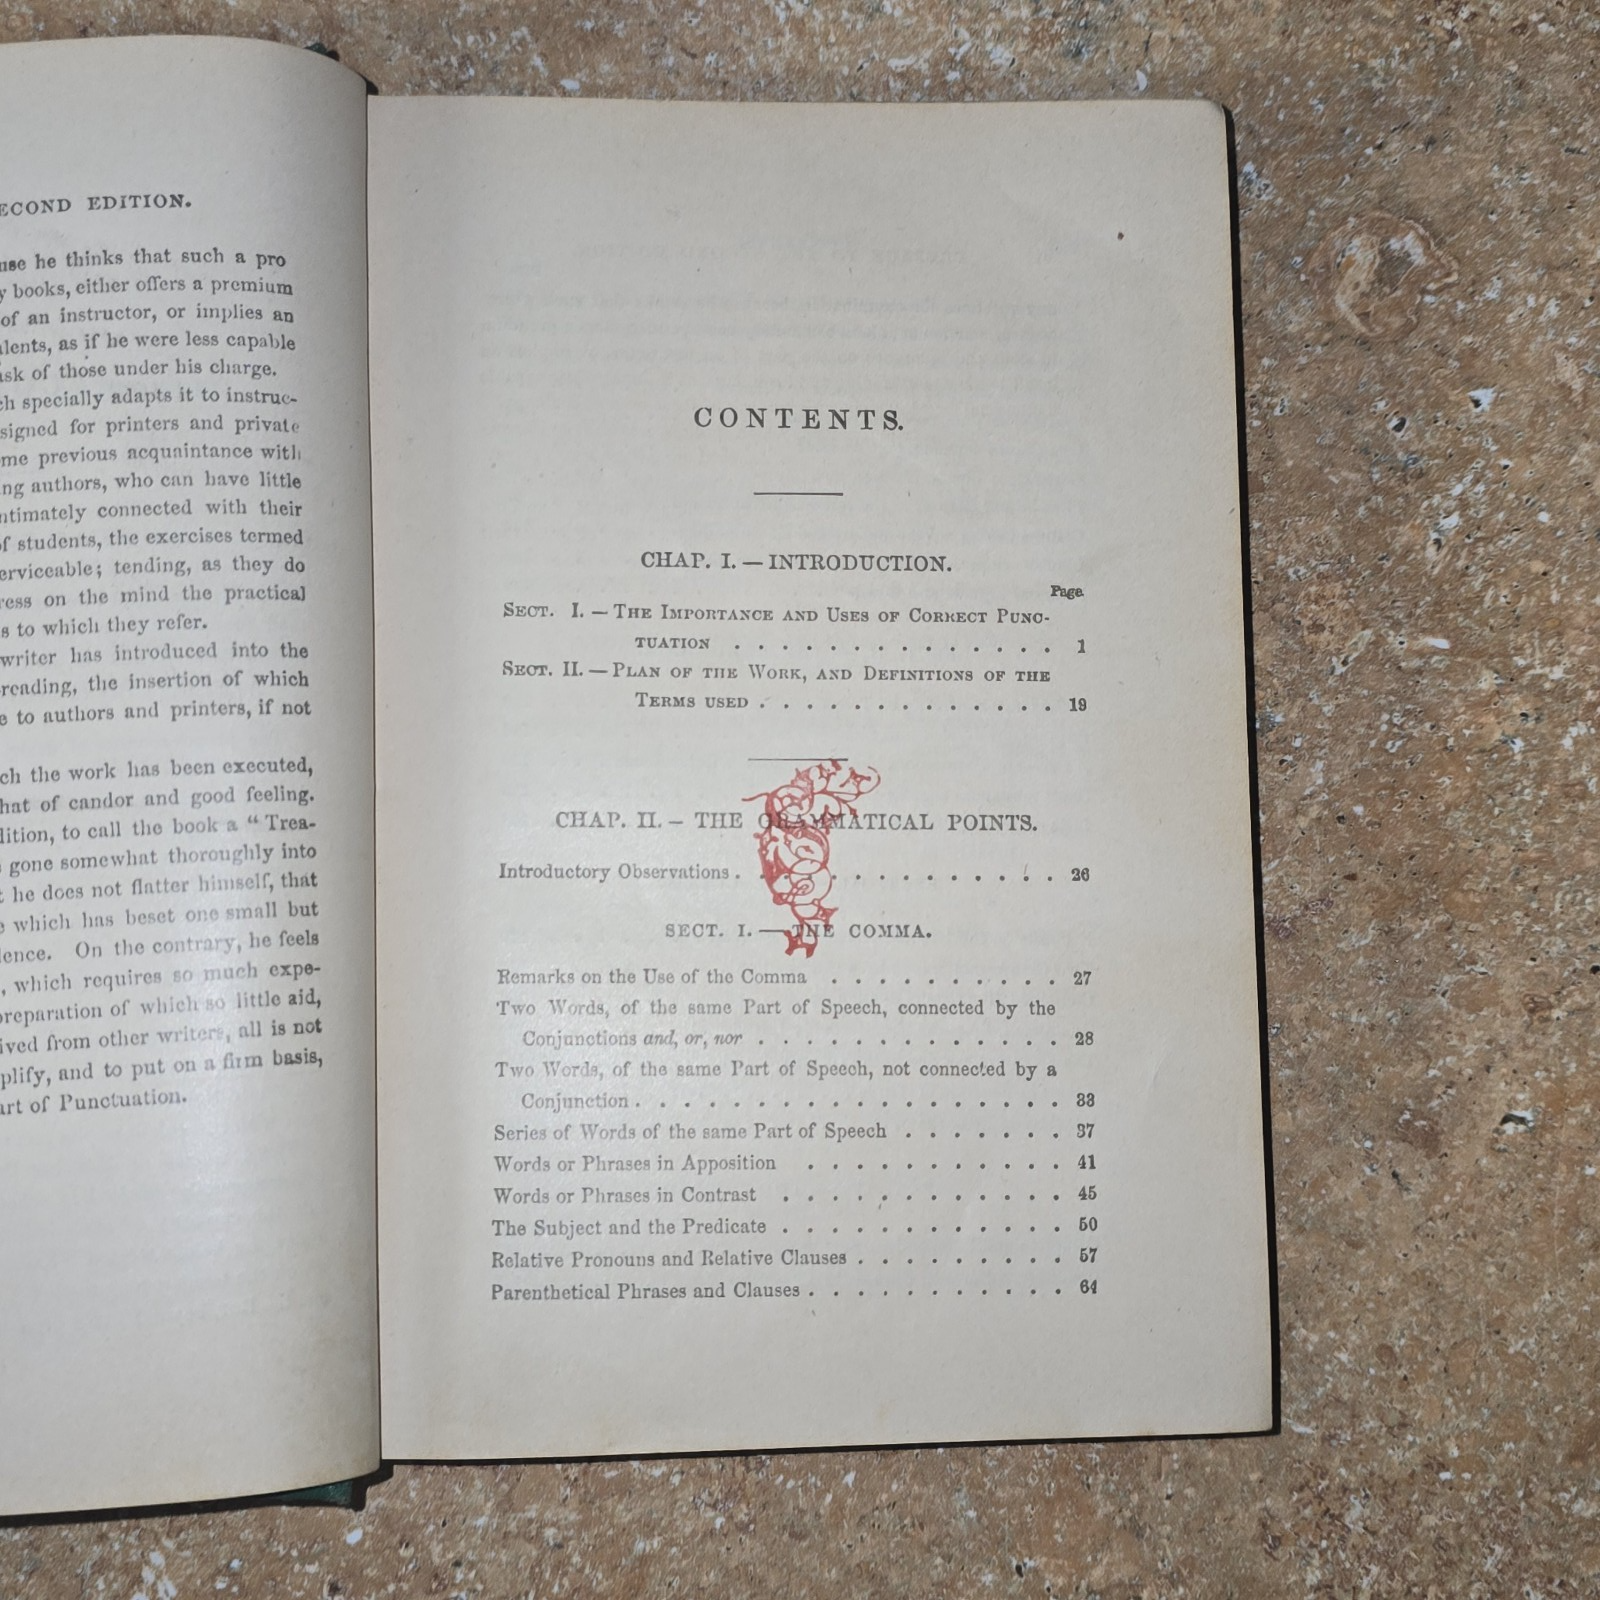 ECOND EDITION.
use he thinks that such a pro
y books, either offers a premium
of an instructor, or implies an
alents, as if he were less capable
ask of those under his charge.
ch specially adapts it to instruc-
signed for printers and private
ome previous acquaintance with
ng authors, who can have little
ntimately connected with their
of students, the exercises termed
erviceable; tending, as they do
ress on the mind the practical
s to which they refer.
writer has introduced into the
-reading, the insertion of which
e to authors and printers, if not
ch the work has been executed,
hat of candor and good feeling.
dition, to call the book a “Trea-
gone somewhat thoroughly into
t he does not flatter himself, that
e which has beset one small but
dence. On the contrary, he feels
, which requires so much expe-
preparation of which so little aid,
ived from other writers, all is not
plify, and to put on a firm basis,
art of Punctuation.
CONTENTS.
CHAP. I. — INTRODUCTION.
Page
SECT. I. — THE IMPORTANCE AND USES OF CORRECT PUNC-
TUATION . . . . . . . . . . . . . . 1
SECT. II. — PLAN OF THE WORK, AND DEFINITIONS OF THE
TERMS USED . . . . . . . . . . . . . 19
CHAP. II. — THE GRAMMATICAL POINTS.
Introductory Observations . . . . . . . . . . . . . . 26
SECT. I. — THE COMMA.
Remarks on the Use of the Comma . . . . . . . . . . 27
Two Words, of the same Part of Speech, connected by the
Conjunctions and, or, nor . . . . . . . . . . . . . 28
Two Words, of the same Part of Speech, not connected by a
Conjunction . . . . . . . . . . . . . . . . . . 33
Series of Words of the same Part of Speech . . . . . . . 37
Words or Phrases in Apposition . . . . . . . . . . . 41
Words or Phrases in Contrast . . . . . . . . . . . . 45
The Subject and the Predicate . . . . . . . . . . . . 50
Relative Pronouns and Relative Clauses . . . . . . . . . 57
Parenthetical Phrases and Clauses . . . . . . . . . . . 64